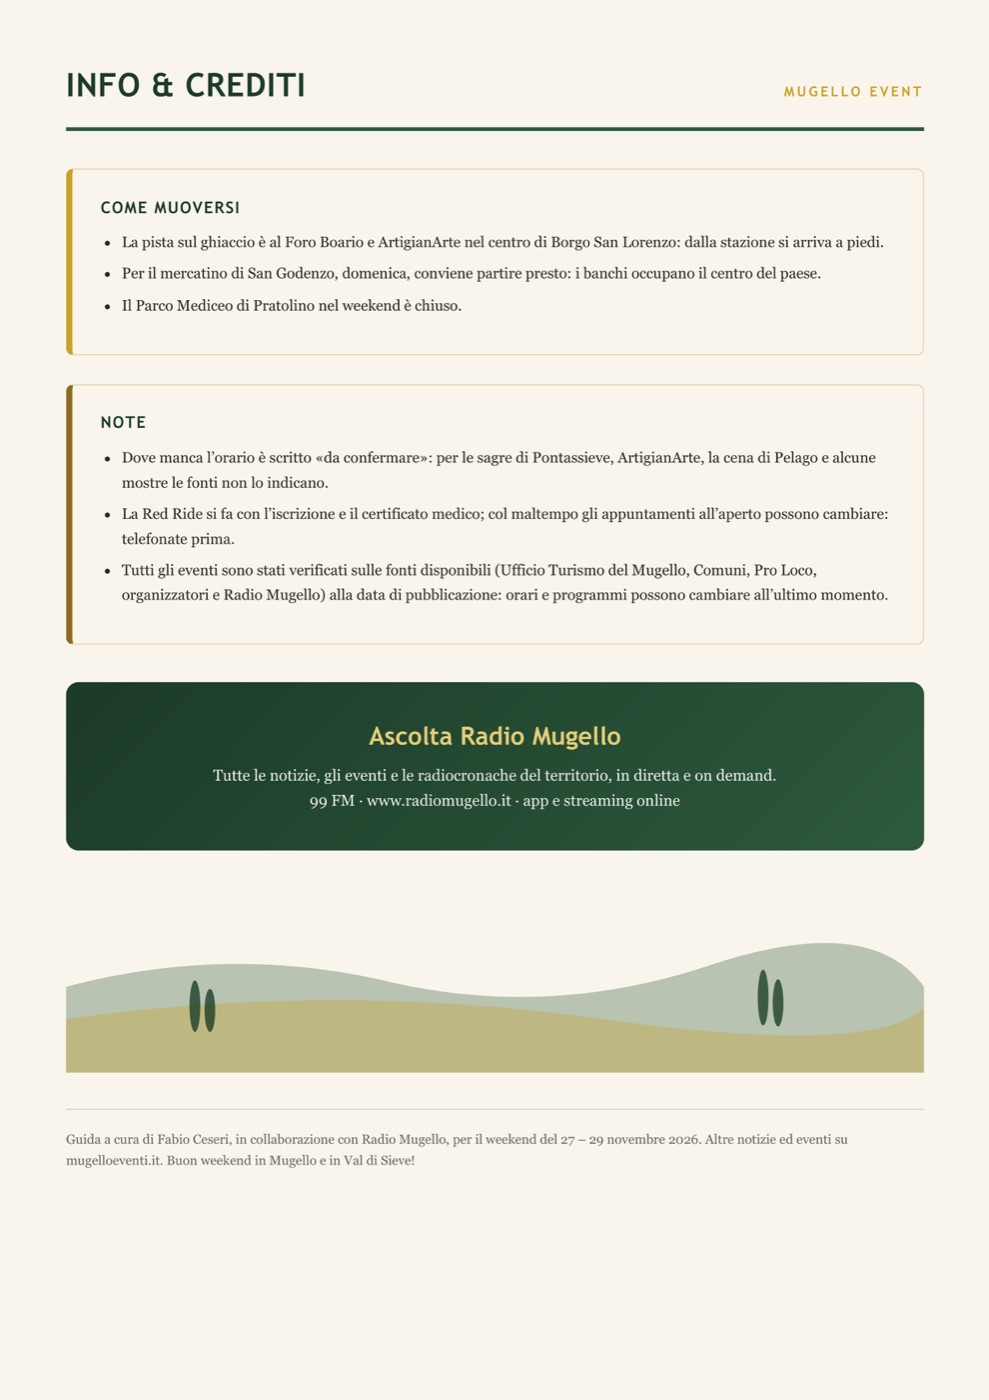 INFO & CREDITI
MUGELLO EVENT
COME MUOVERSI
• La pista sul ghiaccio è al Foro Boario e ArtigianArte nel centro di Borgo San Lorenzo: dalla stazione si arriva a piedi.
• Per il mercatino di San Godenzo, domenica, conviene partire presto: i banchi occupano il centro del paese.
• Il Parco Mediceo di Pratolino nel weekend è chiuso.
NOTE
• Dove manca l’orario è scritto «da confermare»: per le sagre di Pontassieve, ArtigianArte, la cena di Pelago e alcune
mostre le fonti non lo indicano.
• La Red Ride si fa con l’iscrizione e il certificato medico; col maltempo gli appuntamenti all’aperto possono cambiare:
telefonate prima.
• Tutti gli eventi sono stati verificati sulle fonti disponibili (Ufficio Turismo del Mugello, Comuni, Pro Loco,
organizzatori e Radio Mugello) alla data di pubblicazione: orari e programmi possono cambiare all’ultimo momento.
Ascolta Radio Mugello
Tutte le notizie, gli eventi e le radiocronache del territorio, in diretta e on demand.
99 FM · www.radiomugello.it · app e streaming online
Guida a cura di Fabio Ceseri, in collaborazione con Radio Mugello, per il weekend del 27 – 29 novembre 2026. Altre notizie ed eventi su
mugelloeventi.it. Buon weekend in Mugello e in Val di Sieve!